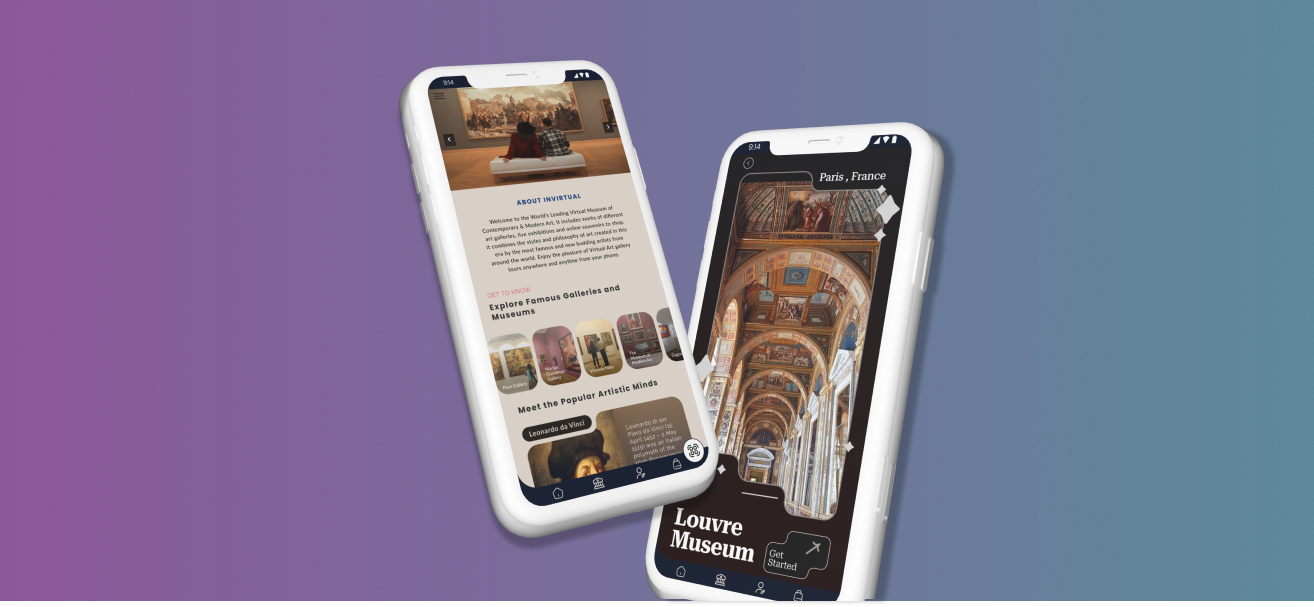 9:14
ABOUT INVIRTUAL
Welcome to the World's Leading Virtual Museum of
Contemporary & Modern Art. It includes works of different
art galleries, live exhibitions and online souvenirs to shop,
it combines the styles and philosophy of art created in this
era by the most famous and new budding artists from
around the world. Enjoy the pleasure of Virtual Art gallery
tours anywhere and anytime from your phone.
GET TO KNOW
Explore Famous Galleries and
Museums
Pace Gallery
Marian
Goodman
Gallery
Victoria Miro
The
Museum of
Modern Art
Meet the Popular Artistic Minds
Leonardo da Vinci
Leonardo di ser
Piero da Vinci (15
April 1452 - 2 May
1519) was an Italian
polymath of the
9:14
Paris , France
Louvre
Museum
Get
Started